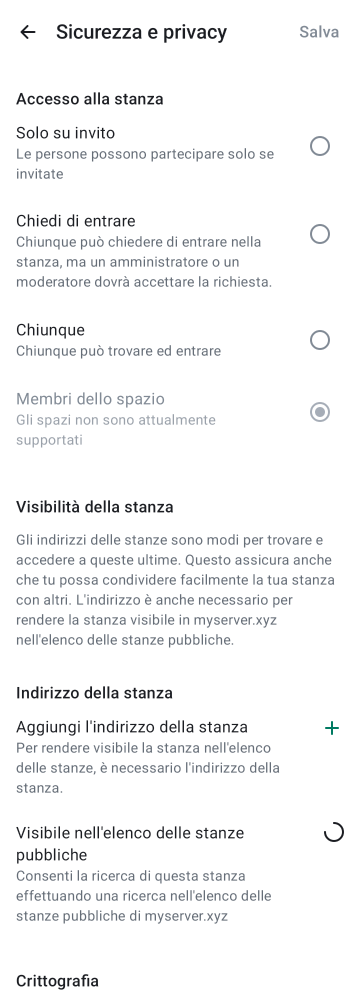 Sicurezza e privacy
Salva
Accesso alla stanza
Solo su invito
Le persone possono partecipare solo se
invitate
Chiedi di entrare
Chiunque può chiedere di entrare nella
stanza, ma un amministratore o un
moderatore dovrà accettare la richiesta.
Chiunque
Chiunque può trovare ed entrare
Membri dello spazio
Gli spazi non sono attualmente
supportati
Visibilità della stanza
Gli indirizzi delle stanze sono modi per trovare e
accedere a queste ultime. Questo assicura anche
che tu possa condividere facilmente la tua stanza
con altri. L'indirizzo è anche necessario per
rendere la stanza visibile in myserver.xyz
nell'elenco delle stanze pubbliche.
Indirizzo della stanza
Aggiungi l'indirizzo della stanza
Per rendere visibile la stanza nell'elenco
delle stanze, è necessario l'indirizzo della
stanza.
Visibile nell'elenco delle stanze
pubbliche
Consenti la ricerca di questa stanza
effettuando una ricerca nell'elenco delle
stanze pubbliche di myserver.xyz
Crittografia